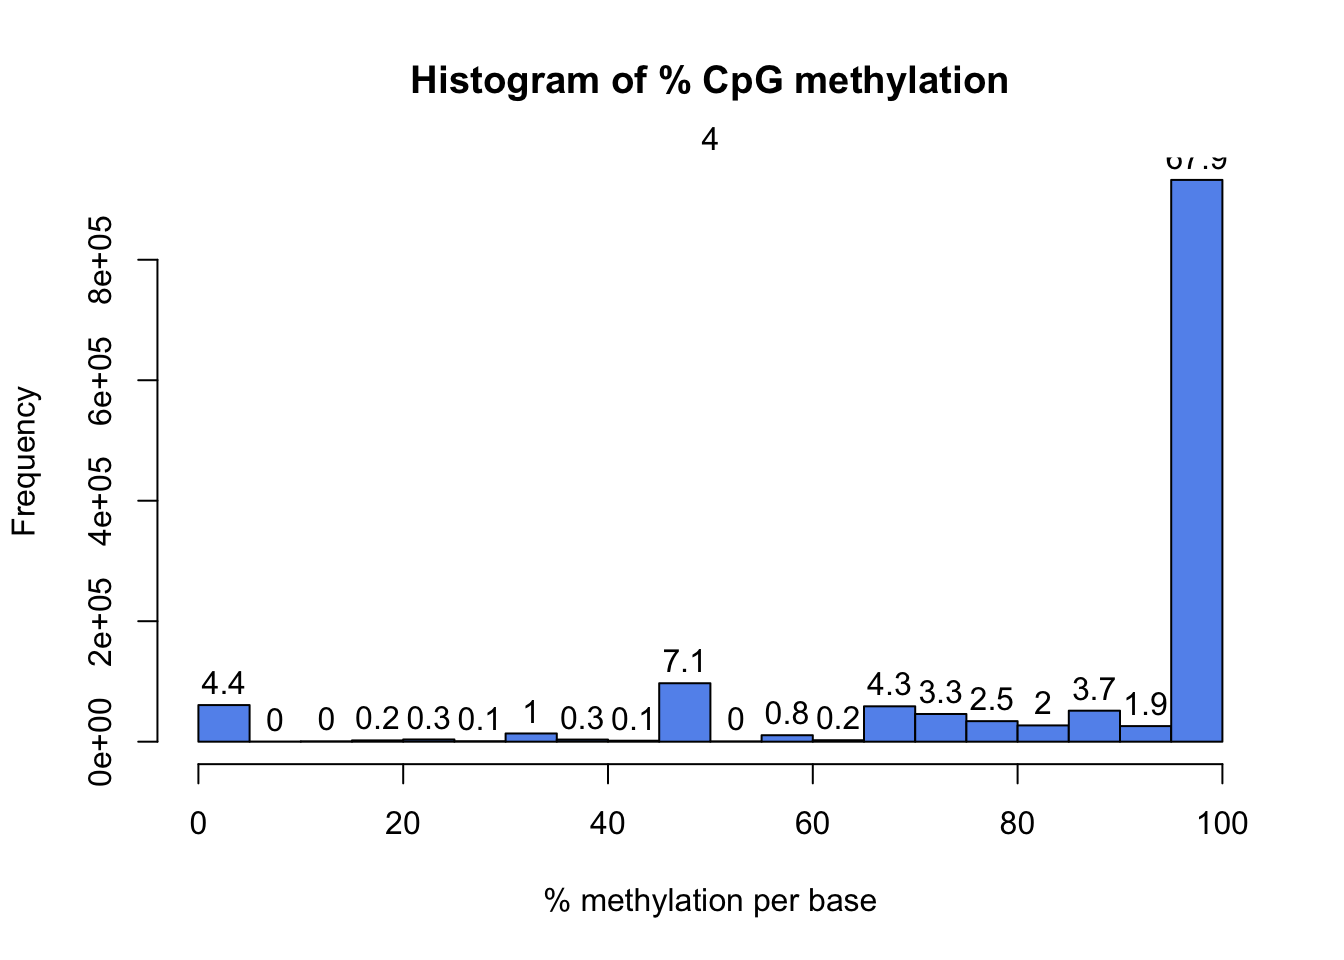 Histogram of % CpG methylation
4
67.9
8e+05
6e+05
4e+05
2e+05
0e+00
Frequency
4.4
0
0
0.2
0.3
0.1
1
0.3
0.1
7.1
0
0.8
0.2
4.3
3.3
2.5
2
3.7
1.9
0 20 40 60 80 100
% methylation per base